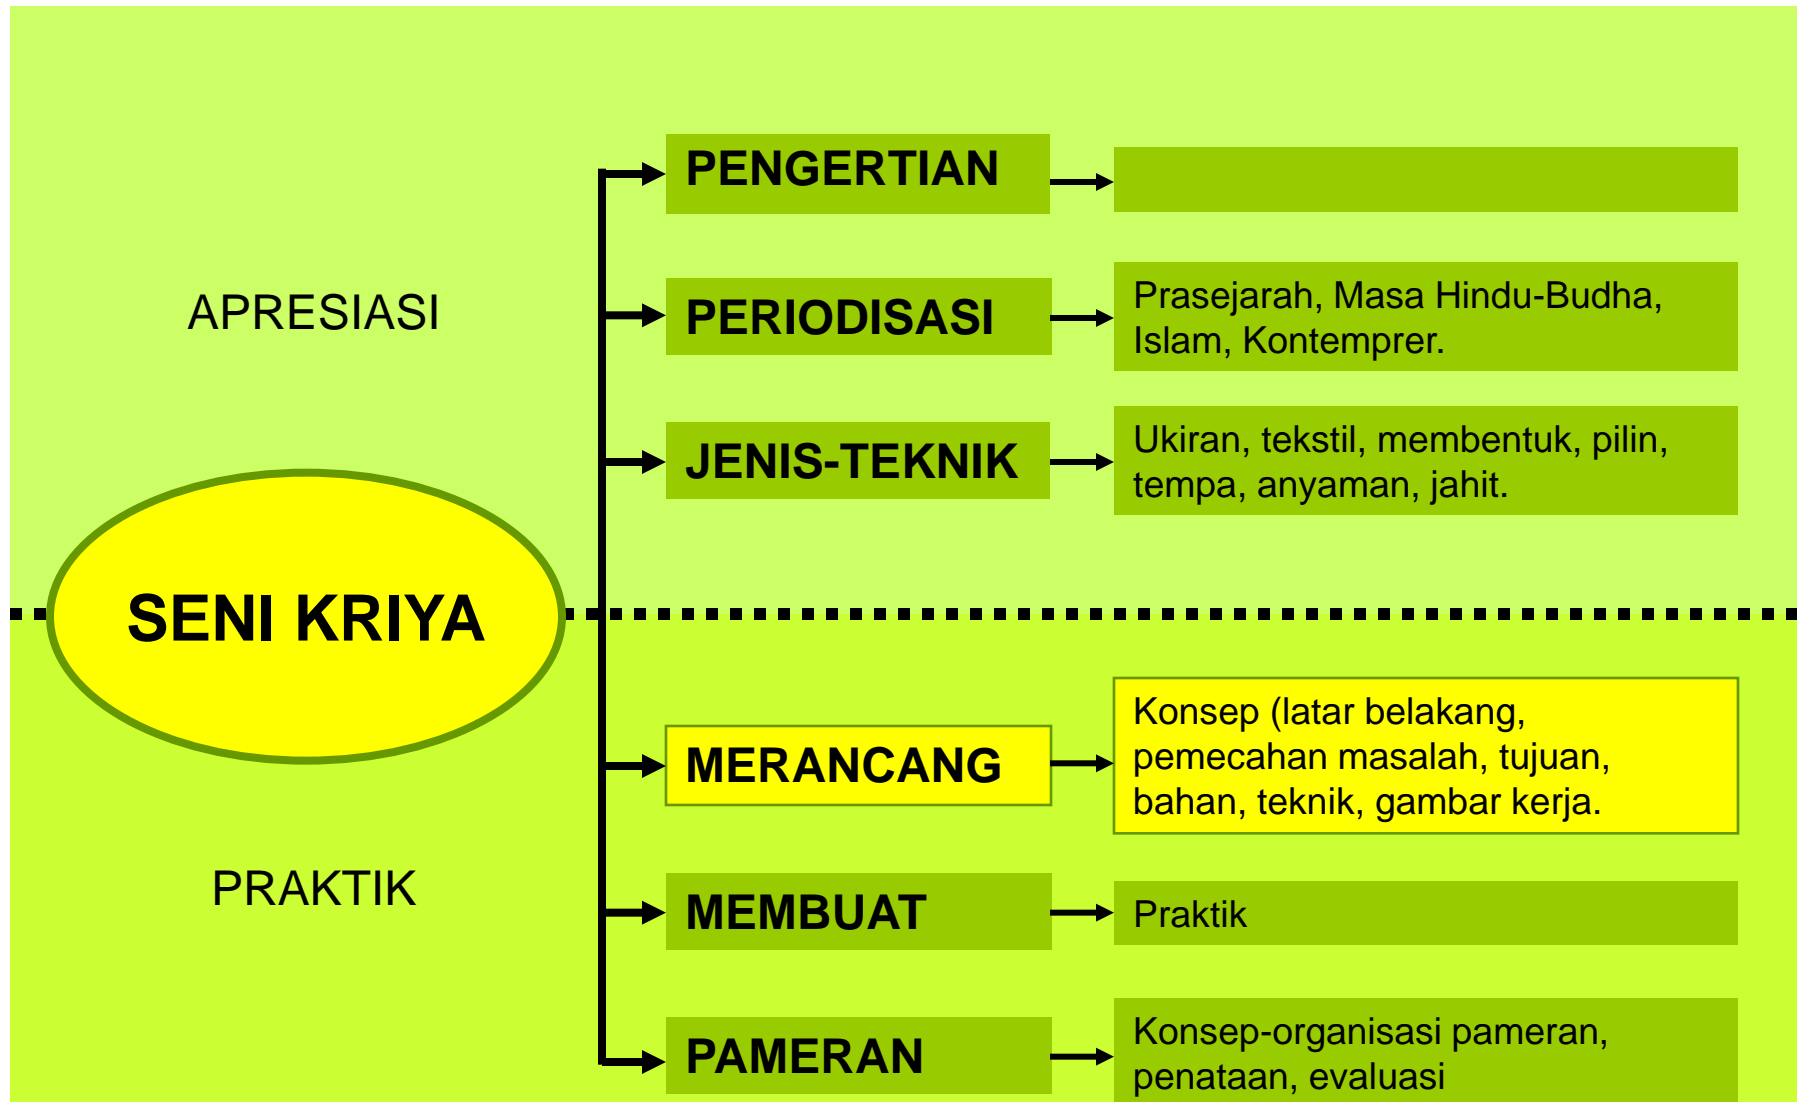 APRESIASI
SENI KRIYA
PRAKTIK
PENGERTIAN
PERIODISASI
Prasejarah, Masa Hindu-Budha,
Islam, Kontemprer.
JENIS-TEKNIK
Ukiran, tekstil, membentuk, pilin,
tempa, anyaman, jahit.
MERANCANG
Konsep (latar belakang,
pemecahan masalah, tujuan,
bahan, teknik, gambar kerja.
MEMBUAT
Praktik
PAMERAN
Konsep-organisasi pameran,
penataan, evaluasi